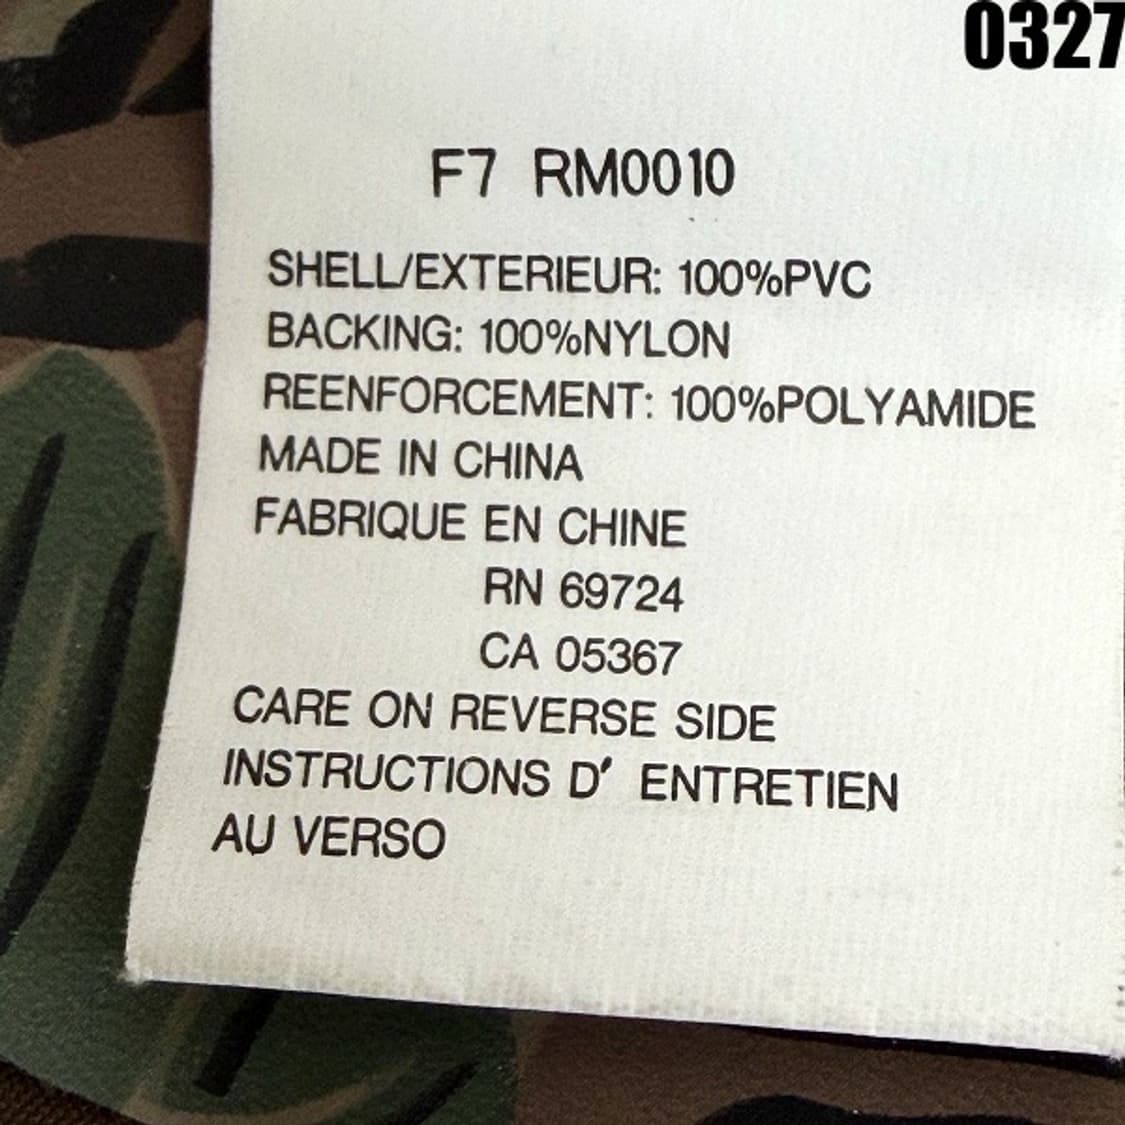 0327
F7 RM0010
SHELL/EXTERIEUR: 100%PVC
BACKING: 100%NYLON
REENFORCEMENT: 100%POLYAMIDE
MADE IN CHINA
FABRIQUE EN CHINE
RN 69724
CA 05367
CARE ON REVERSE SIDE
INSTRUCTIONS D' ENTRETIEN
AU VERSO